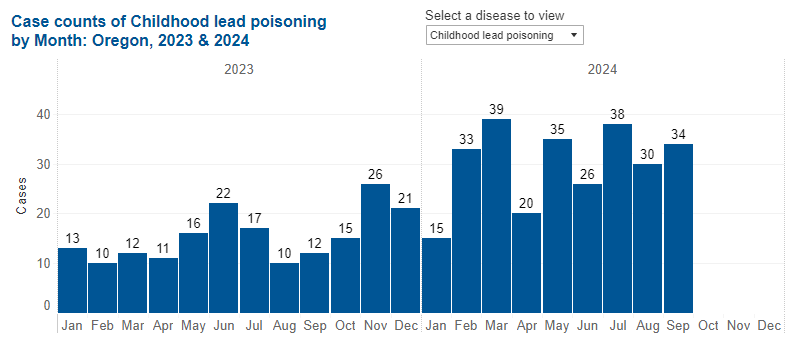 Case counts of Childhood lead poisoning
by Month: Oregon, 2023 & 2024
Select a disease to view
Childhood lead poisoning
2023 2024
Cases
40
30
20
10
0
13 10 12 11 16 22 17 10 12 15 26 21 15 33 39 20 35 26 38 30 34
Jan Feb Mar Apr May Jun Jul Aug Sep Oct Nov Dec Jan Feb Mar Apr May Jun Jul Aug Sep Oct Nov Dec